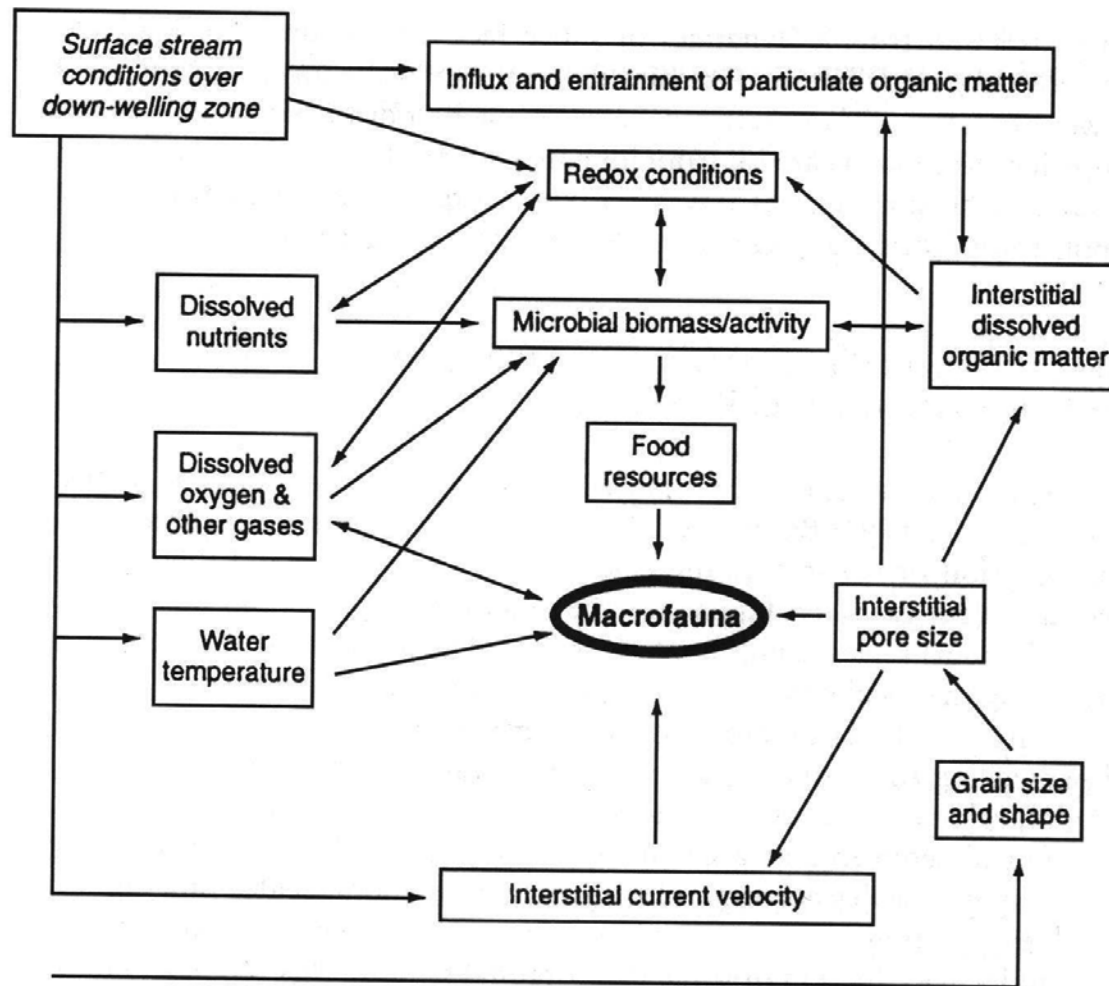 Surface stream
conditions over
down-welling zone
Influx and entrainment of particulate organic matter
Redox conditions
Dissolved
nutrients
Microbial biomass/activity
Interstitial
dissolved
organic matter
Dissolved
oxygen &
other gases
Food
resources
Water
temperature
Macrofauna
Interstitial
pore size
Grain size
and shape
Interstitial current velocity